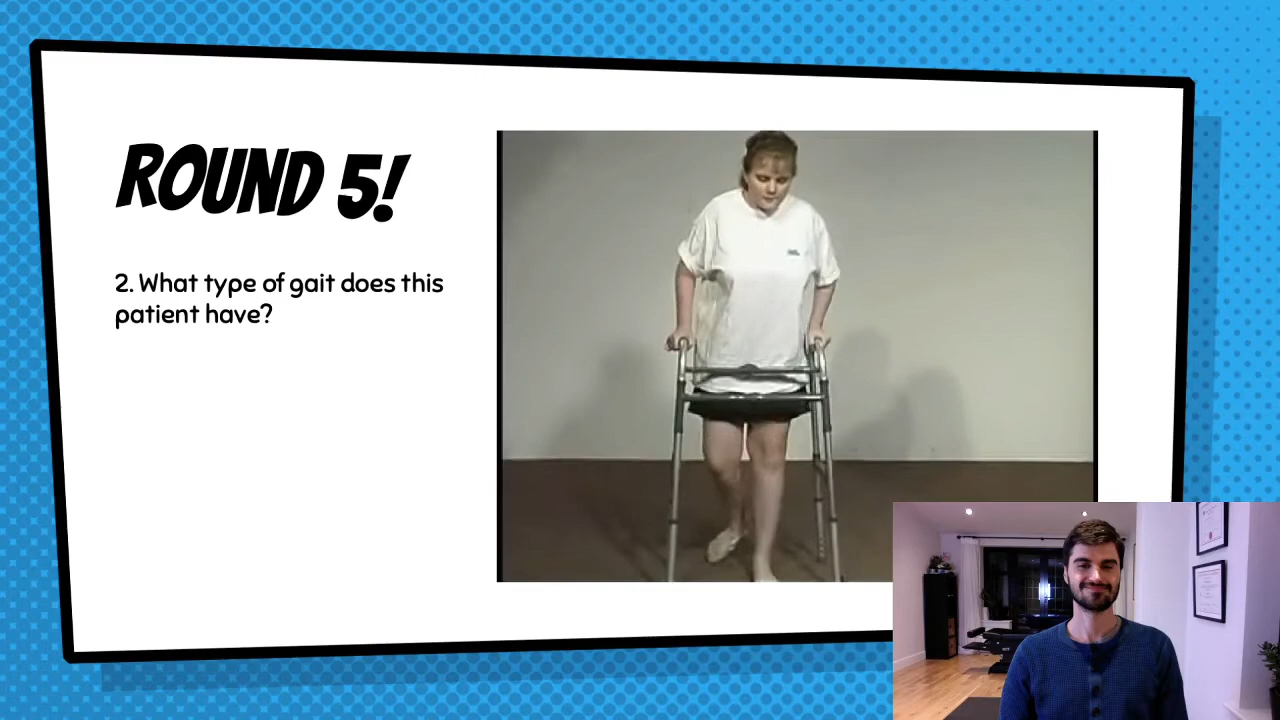 ROUND 5!
2. What type of gait does this
patient have?